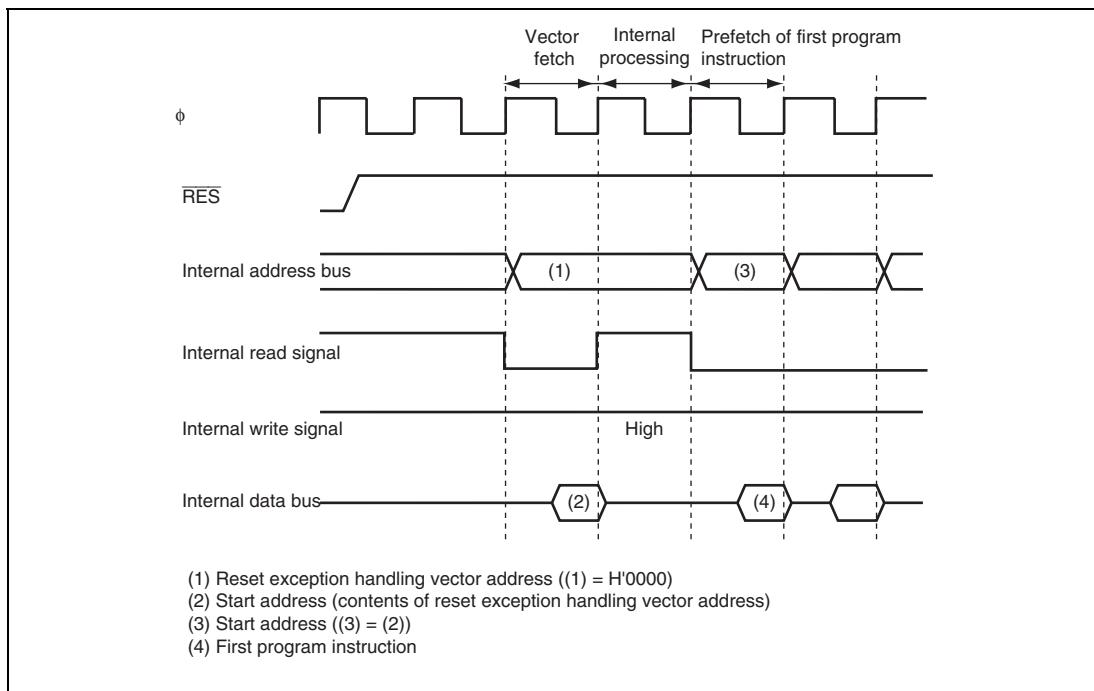 Vector fetch
Internal processing
Prefetch of first program instruction
ϕ
RES
Internal address bus
(1)
(3)
Internal read signal
Internal write signal
High
Internal data bus
(2)
(4)
(1) Reset exception handling vector address ((1) = H'0000)
(2) Start address (contents of reset exception handling vector address)
(3) Start address ((3) = (2))
(4) First program instruction